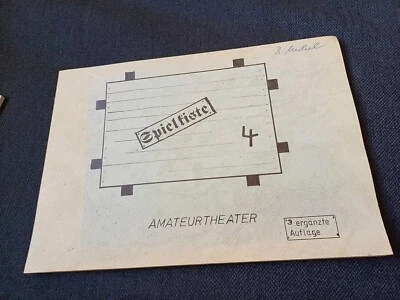 Spielkiste
4
AMATEURTHEATER
3 ergänzte
Auflage